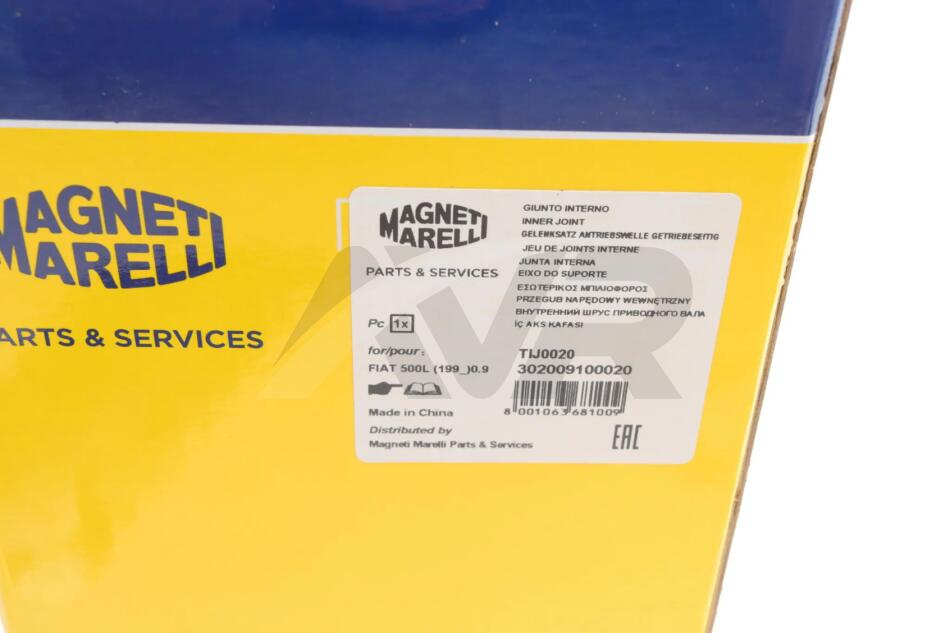 MAGNETI
MARELLI
PARTS & SERVICES
MAGNETI
MARELLI
PARTS & SERVICES
Pc 1x
for/pour:
FIAT 500L (199_)0.9
Made in China
Distributed by
Magneti Marelli Parts & Services
GIUNTO INTERNO
INNER JOINT
GELENKSATZ ANTRIEBSWELLE GETRIEBESEITIG
JEU DE JOINTS INTERNE
JUNTA INTERNA
EIXO DO SUPORTE
ΕΣΩΤΕΡΙΚΟΣ ΜΠΙΛΙΟΦΟΡΟΣ
PRZEGUB NAPĘDOWY WEWNĘTRZNY
ВНУТРЕННИЙ ШРУС ПРИВОДНОГО ВАЛА
İÇ AKS KAFASI
TIJ0020
302009100020
8 001063 681009
EAC